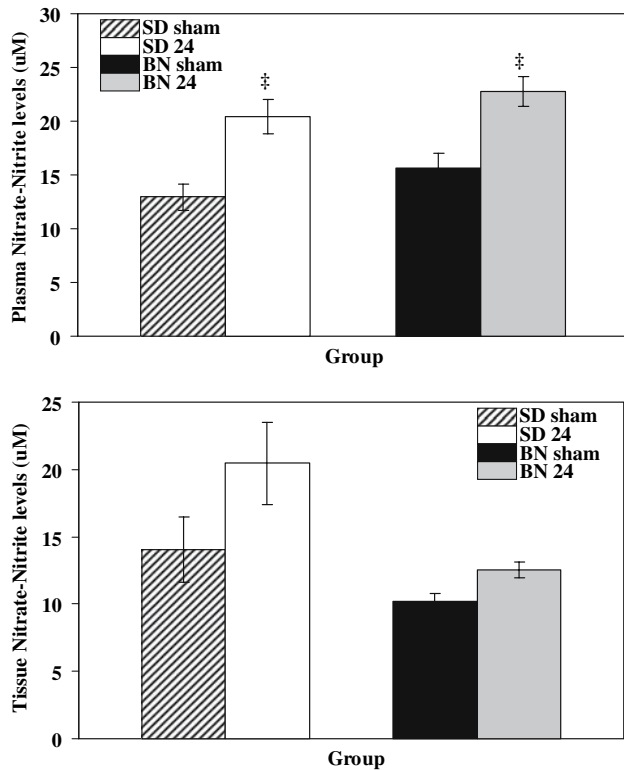 30
25
20
15
10
5
0
Plasma Nitrate-Nitrite levels (uM)
SD sham
SD 24
BN sham
BN 24
‡
‡
Group
25
20
15
10
5
0
Tissue Nitrate-Nitrite levels (uM)
SD sham
SD 24
BN sham
BN 24
Group